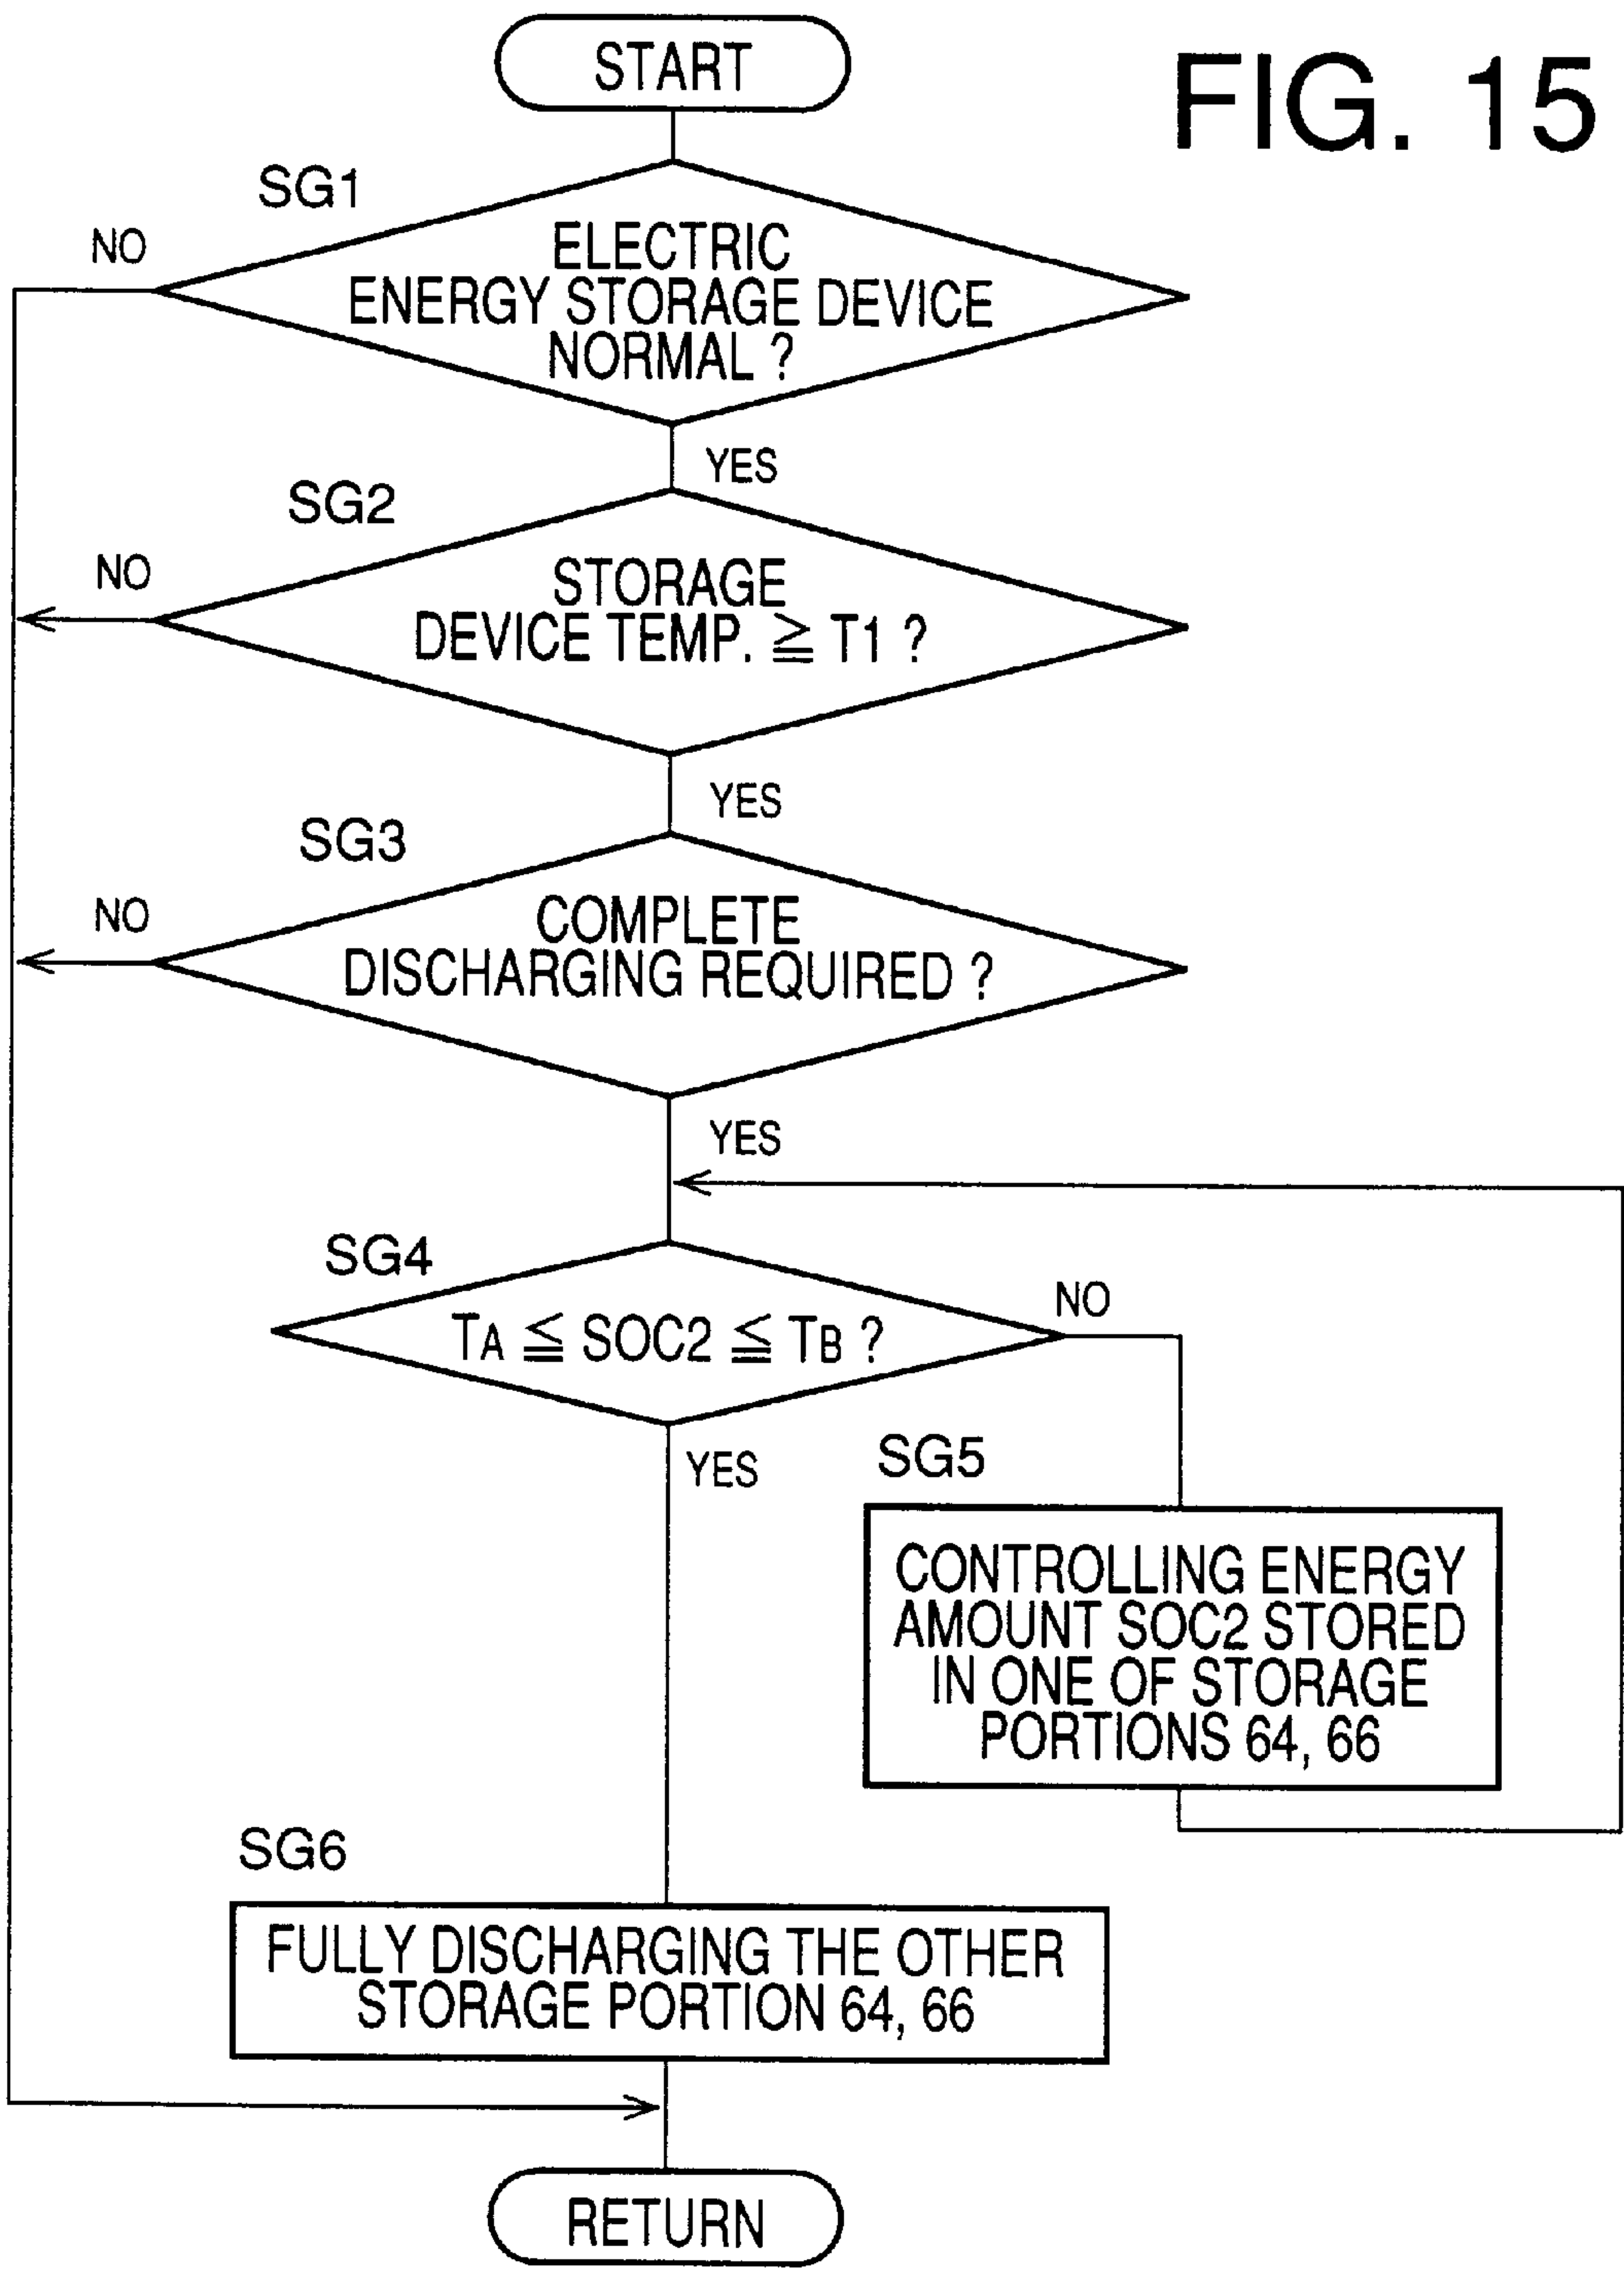 START
FIG. 15
SG1
NO
ELECTRIC
ENERGY STORAGE DEVICE
NORMAL ?
YES
SG2
NO
STORAGE
DEVICE TEMP. ≧ T1 ?
YES
SG3
NO
COMPLETE
DISCHARGING REQUIRED ?
YES
SG4
TA ≦ SOC2 ≦ TB ?
NO
YES
SG5
CONTROLLING ENERGY
AMOUNT SOC2 STORED
IN ONE OF STORAGE
PORTIONS 64, 66
SG6
FULLY DISCHARGING THE OTHER
STORAGE PORTION 64, 66
RETURN